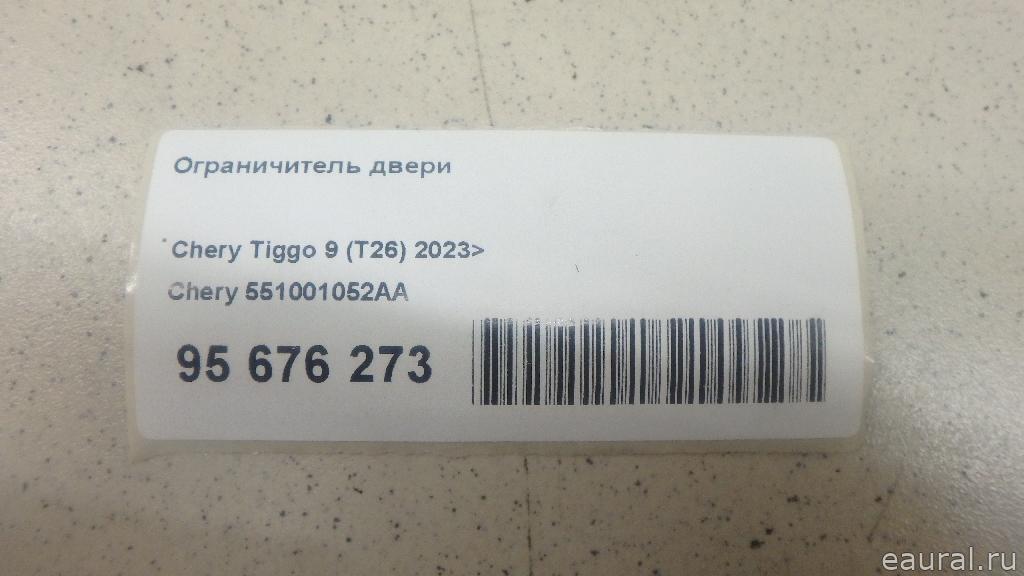 Ограничитель двери
Chery Tiggo 9 (T26) 2023>
Chery 551001052AA
95 676 273
eaural.ru